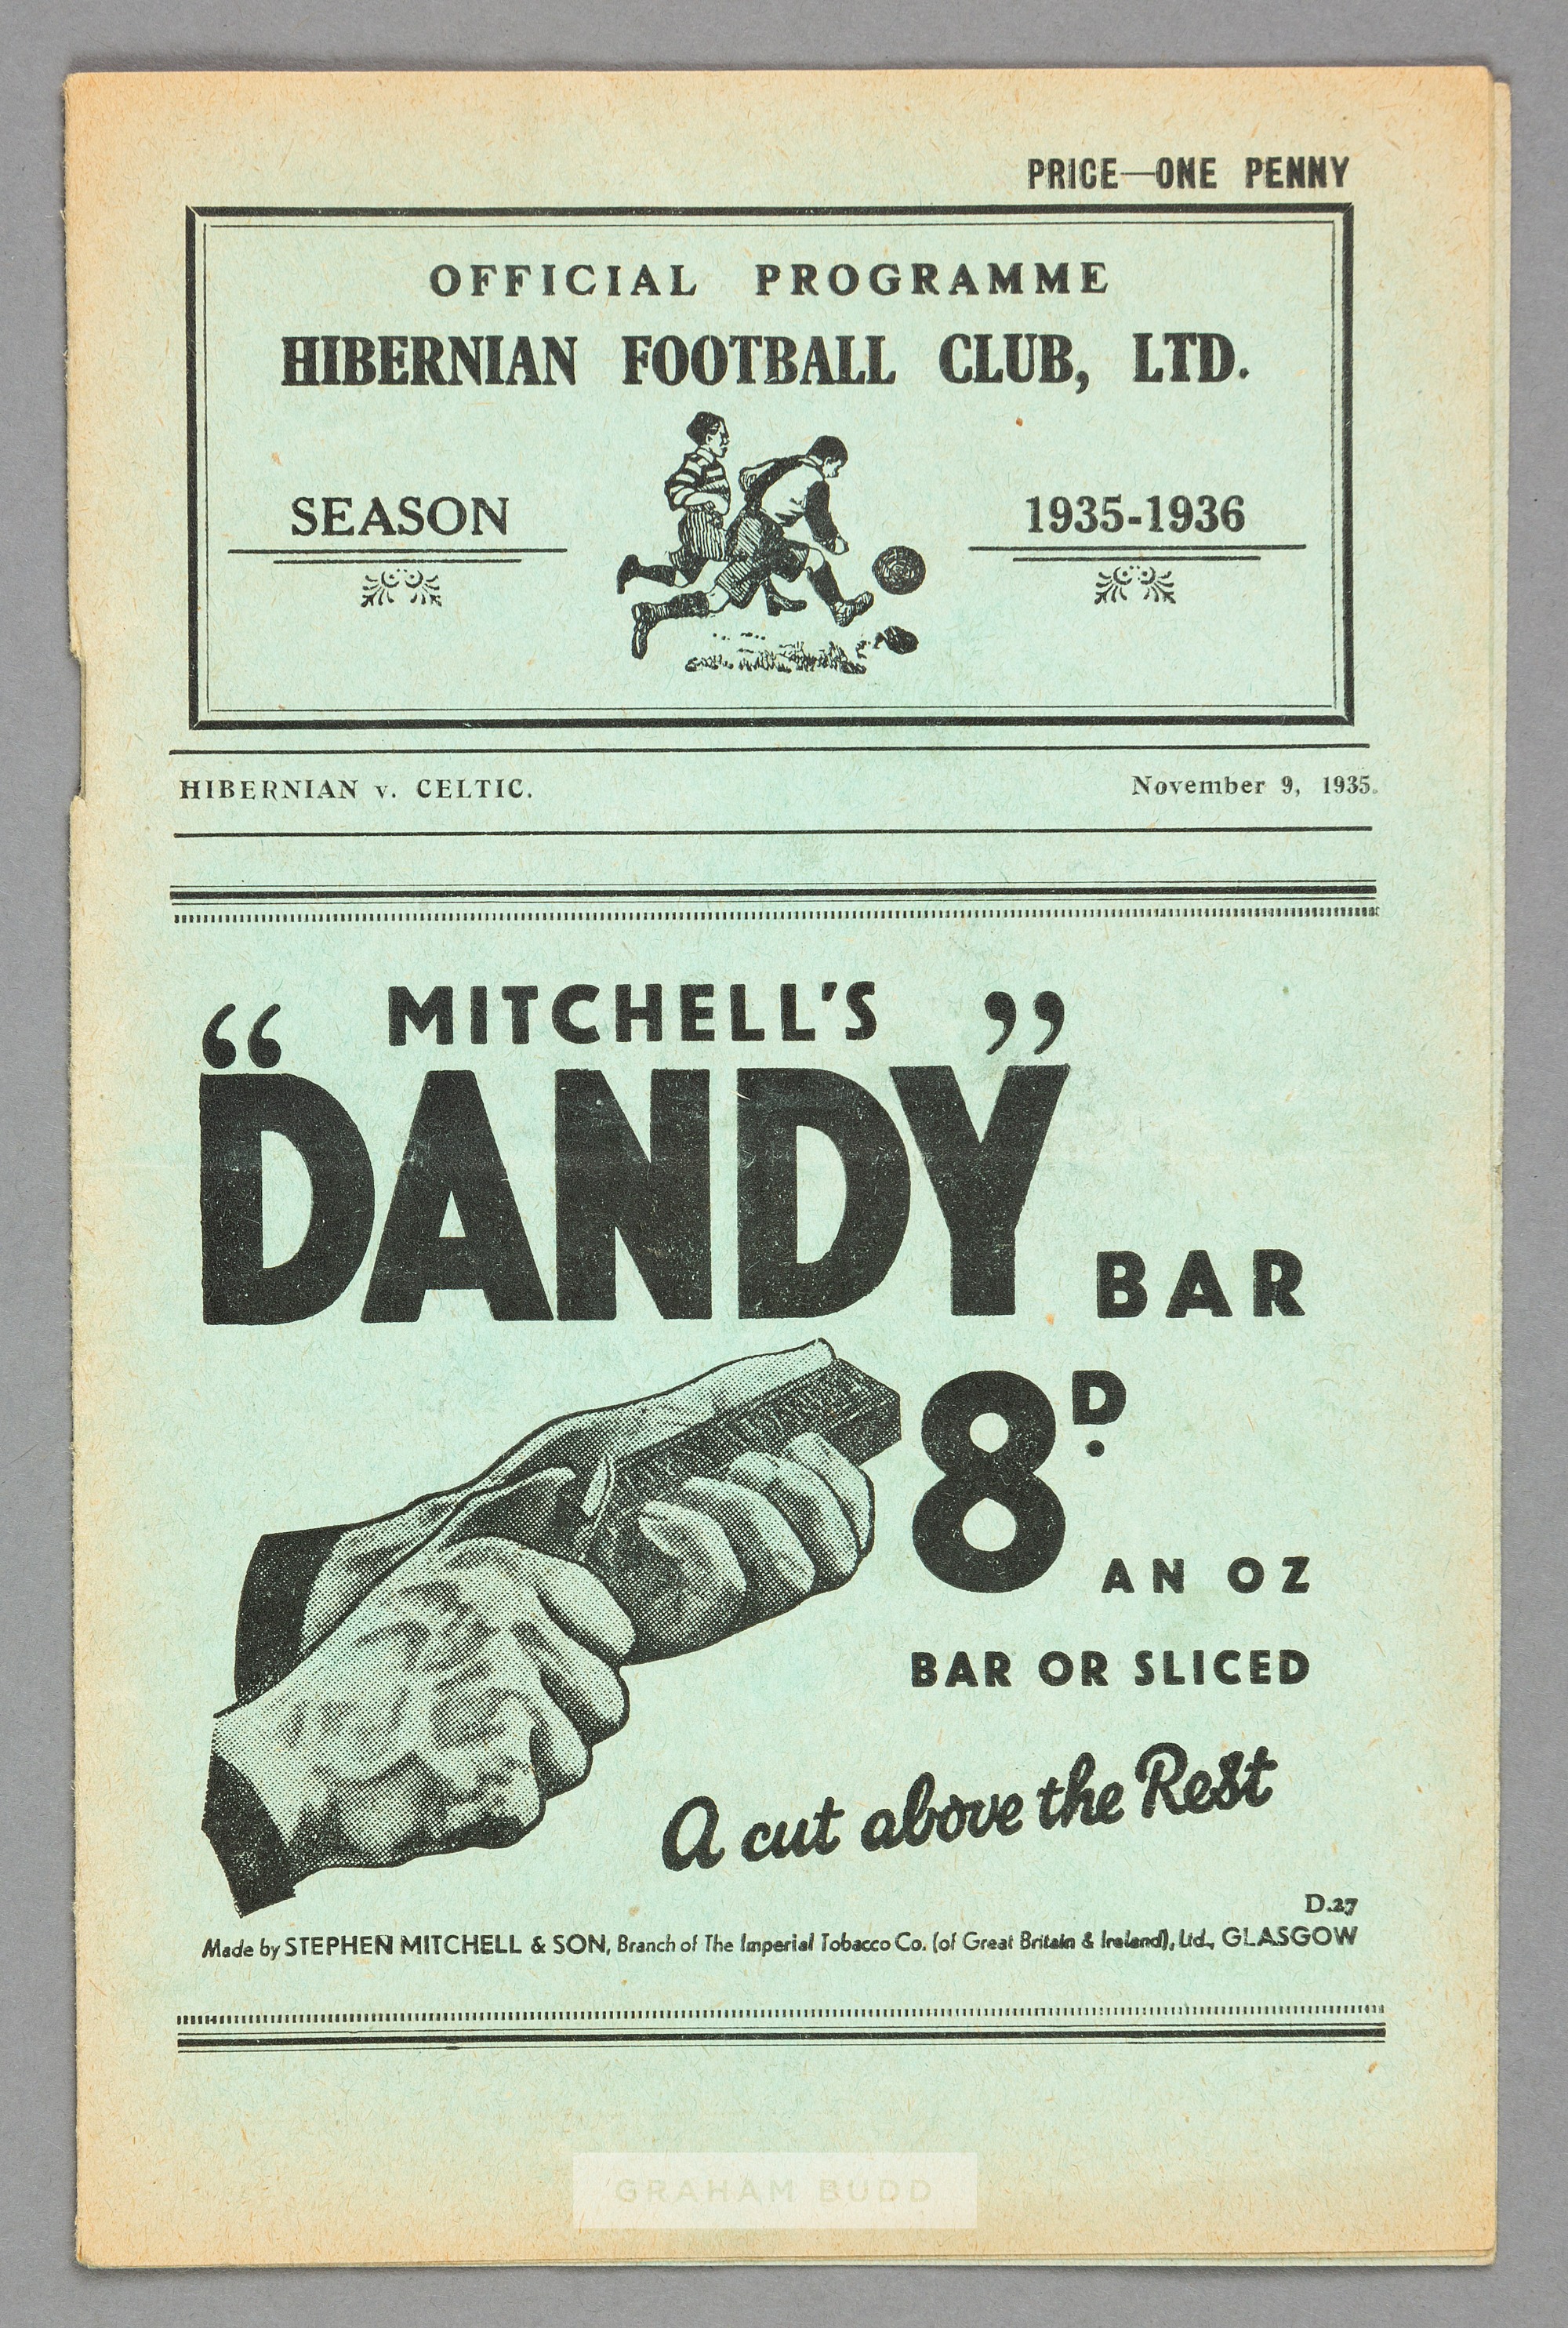 PRICE—ONE PENNY
OFFICIAL PROGRAMME
HIBERNIAN FOOTBALL CLUB, LTD.
SEASON 1935-1936
HIBERNIAN v. CELTIC. November 9, 1935.
MITCHELL'S
“DANDY” BAR
8D.
AN OZ
BAR OR SLICED
A cut above the Rest
D.27
Made by STEPHEN MITCHELL & SON, Branch of The Imperial Tobacco Co. (of Great Britain & Ireland), Ltd., GLASGOW
GRAHAM BUDD